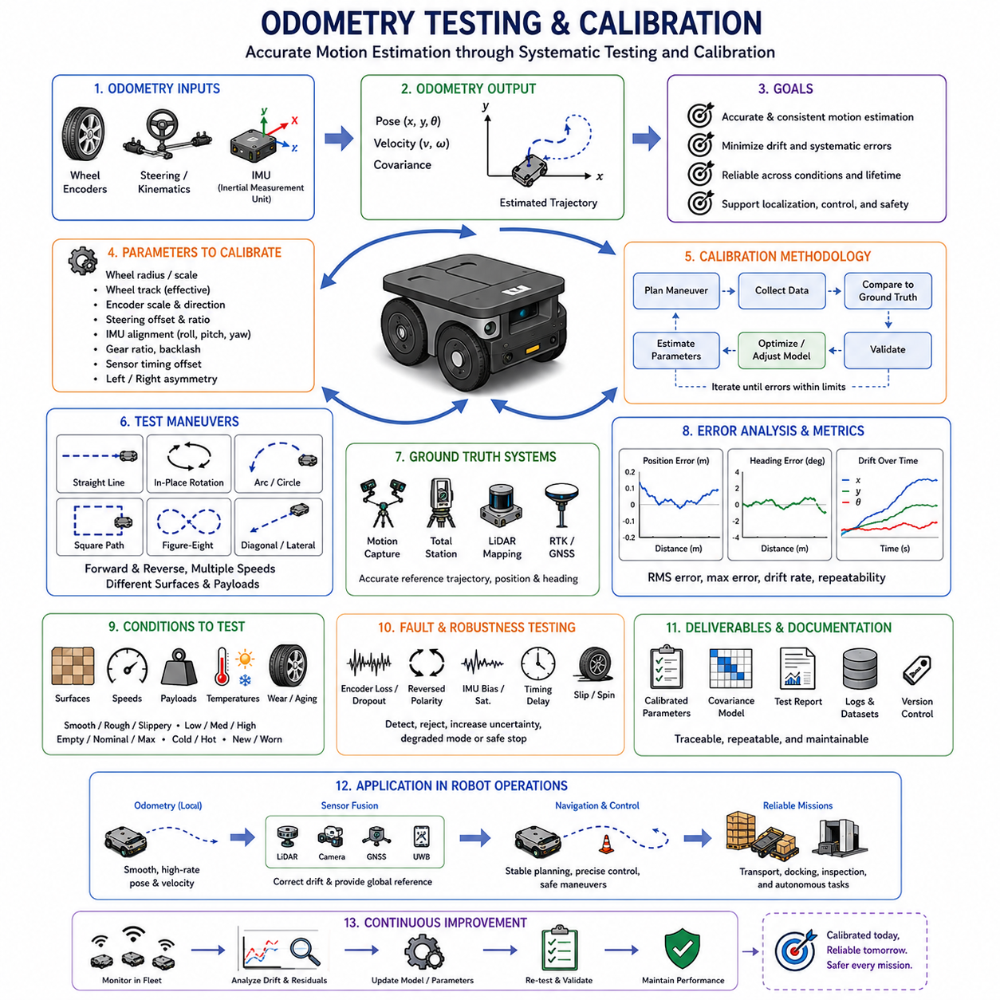 ODOMETRY TESTING & CALIBRATION
Accurate Motion Estimation through Systematic Testing and Calibration
1. ODOMETRY INPUTS
Wheel
Encoders
Steering /
Kinematics
y
x
z
IMU
(Inertial Measurement
Unit)
2. ODOMETRY OUTPUT
Pose (x, y, θ)
Velocity (v, ω)
Covariance
y
x
Estimated Trajectory
3. GOALS
Accurate & consistent motion estimation
Minimize drift and systematic errors
Reliable across conditions and lifetime
Support localization, control, and safety
4. PARAMETERS TO CALIBRATE
Wheel radius / scale
• Wheel track (effective)
• Encoder scale & direction
• Steering offset & ratio
• IMU alignment (roll, pitch, yaw)
• Gear ratio, backlash
• Sensor timing offset
• Left / Right asymmetry
5. CALIBRATION METHODOLOGY
Plan Maneuver
Collect Data
Compare to
Ground Truth
Estimate
Parameters
Optimize /
Adjust Model
Validate
Iterate until errors within limits
6. TEST MANEUVERS
Straight Line
In-Place Rotation
Arc / Circle
Square Path
Figure-Eight
Diagonal / Lateral
Forward & Reverse, Multiple Speeds
Different Surfaces & Payloads
7. GROUND TRUTH SYSTEMS
Motion
Capture
Total
Station
LiDAR
Mapping
RTK /
GNSS
Accurate reference trajectory, position & heading
8. ERROR ANALYSIS & METRICS
Position Error (m)
0.2
0.1
0
-0.1
-0.2
Distance (m)
Heading Error (deg)
4
2
0
-2
-4
Distance (m)
Drift Over Time
x
y
θ
Time (s)
RMS error, max error, drift rate, repeatability
9. CONDITIONS TO TEST
Surfaces
Speeds
Payloads
Temperatures
Wear / Aging
Smooth / Rough / Slippery • Low / Med / High
Empty / Nominal / Max • Cold / Hot • New / Worn
10. FAULT & ROBUSTNESS TESTING
Encoder Loss /
Dropout
Reversed
Polarity
IMU Bias /
Sat.
Timing
Delay
Slip / Spin
Detect, reject, increase uncertainty,
degraded mode or safe stop
11. DELIVERABLES & DOCUMENTATION
Calibrated
Parameters
Covariance
Model
Test Report
Logs &
Datasets
Version
Control
Traceable, repeatable, and maintainable
12. APPLICATION IN ROBOT OPERATIONS
Odometry (Local)
Smooth, high-rate
pose & velocity
Sensor Fusion
LiDAR
Camera
GNSS
UWB
Correct drift & provide global reference
Navigation & Control
Stable planning, precise control,
safe maneuvers
Reliable Missions
Transport, docking, inspection,
and autonomous tasks
13. CONTINUOUS IMPROVEMENT
Monitor in Fleet
Analyze Drift & Residuals
Update Model / Parameters
Re-test & Validate
Maintain Performance
Calibrated today,
Reliable tomorrow.
Safer every mission.